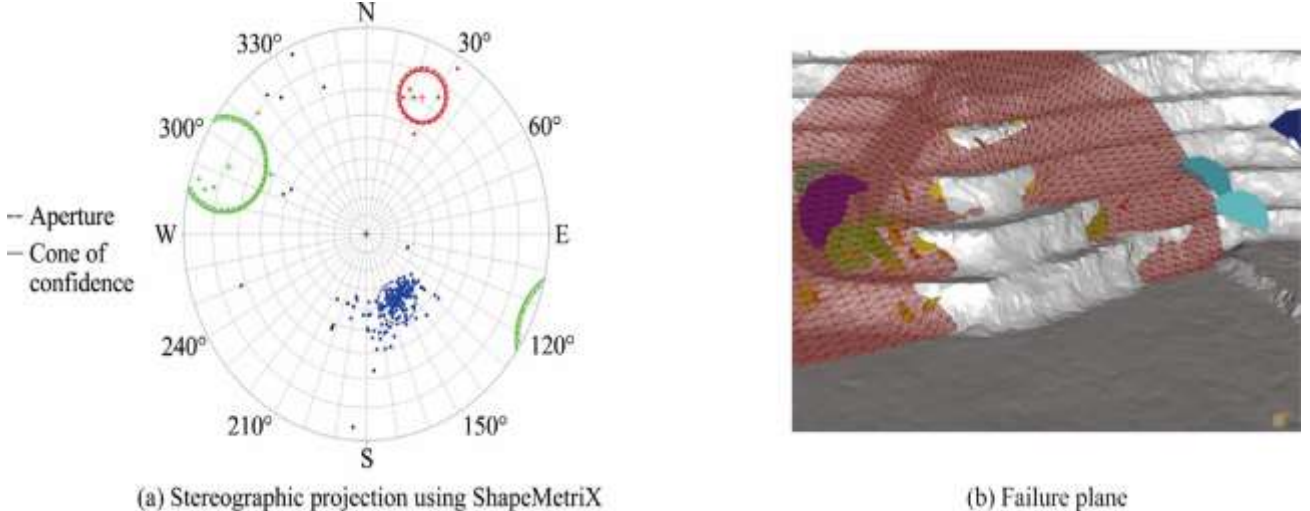 N
330°
30°
300°
60°
-- Aperture
W
E
— Cone of
confidence
240°
120°
210°
150°
S
(a) Stereographic projection using ShapeMetriX
(b) Failure plane